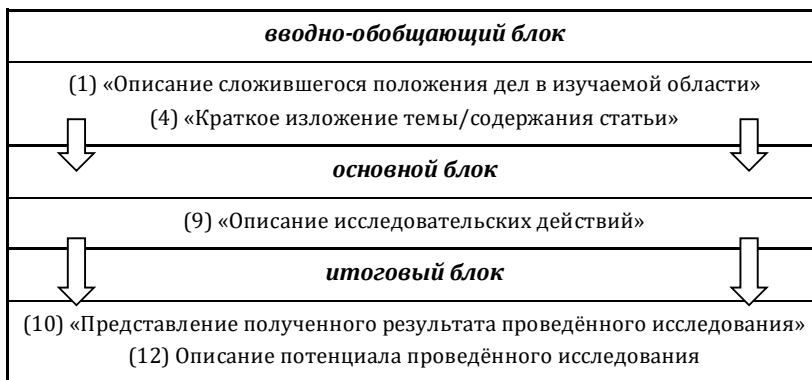 вводно-обобщающий блок
(1) «Описание сложившегося положения дел в изучаемой области»
(4) «Краткое изложение темы/содержания статьи»
основной блок
(9) «Описание исследовательских действий»
итоговый блок
(10) «Представление полученного результата проведённого исследования»
(12) Описание потенциала проведённого исследования